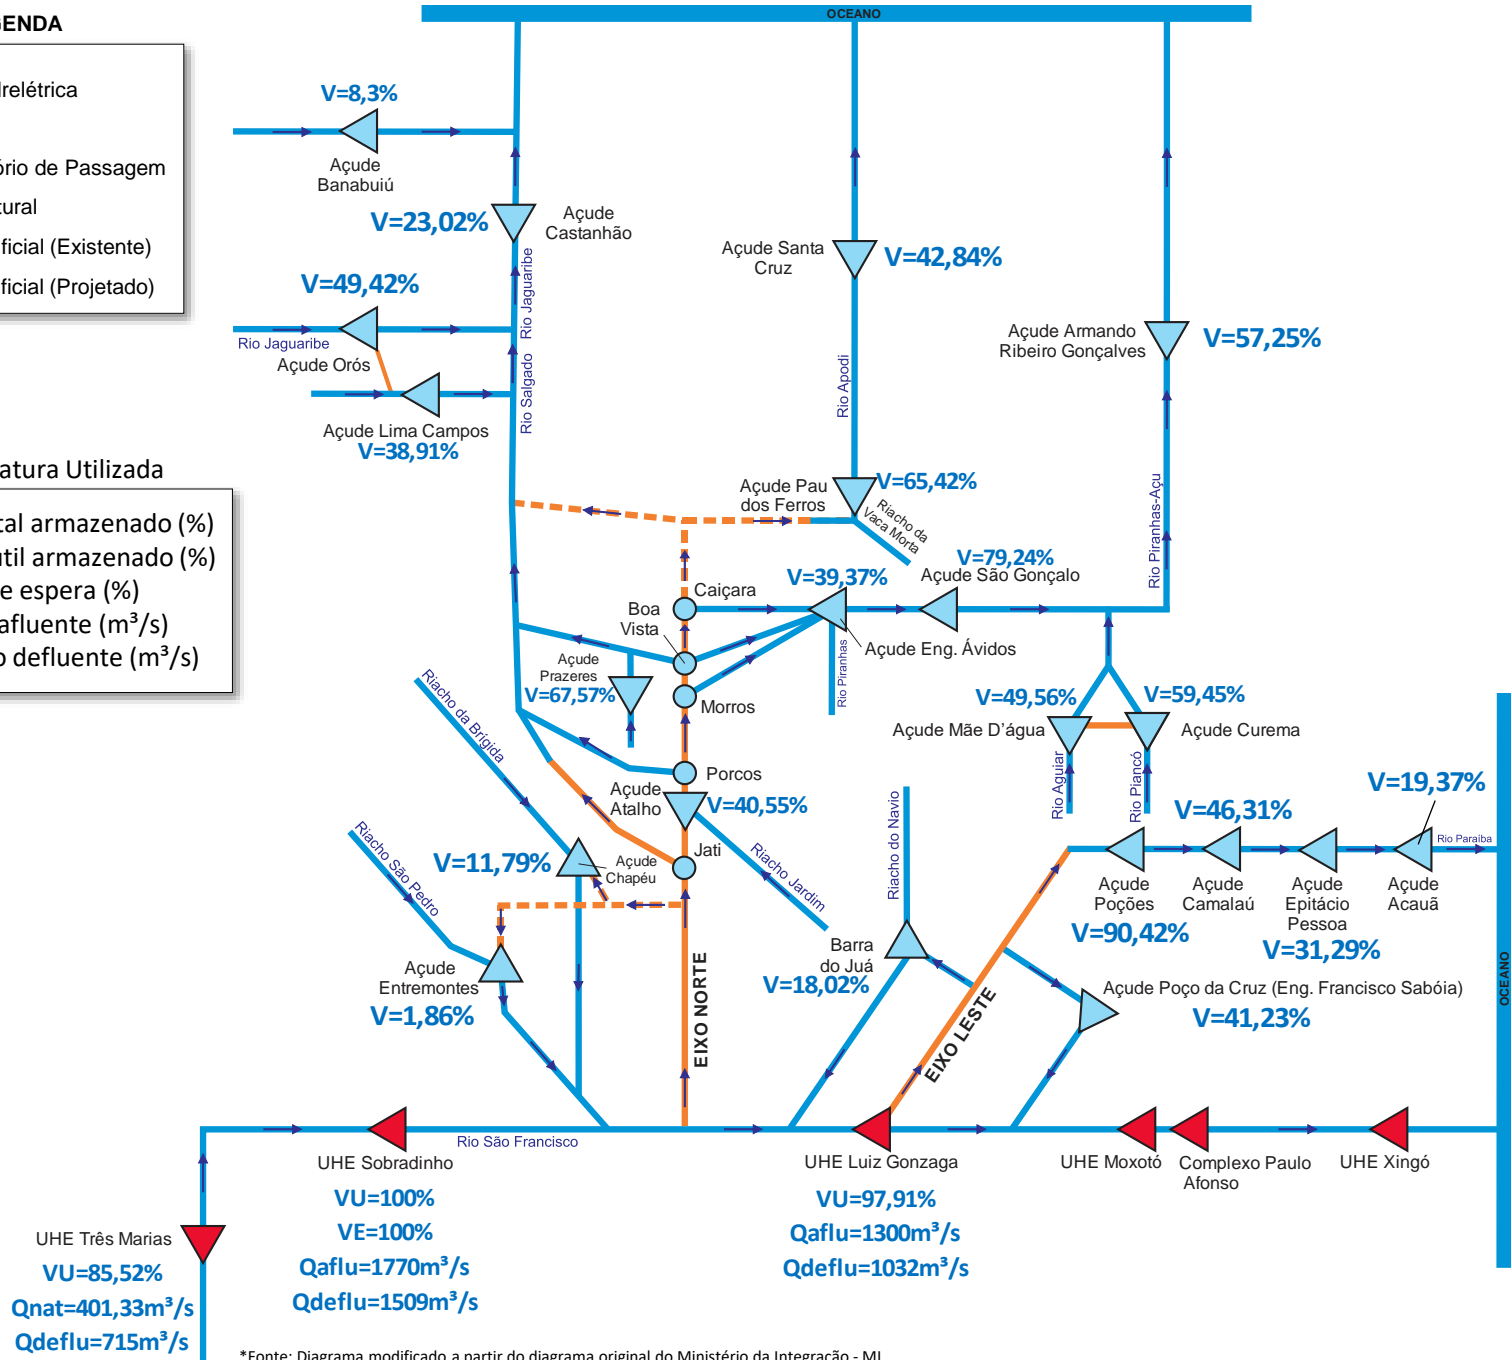 OCEANO
GENDA
drelétrica
ório de Passagem
tural
ificial (Existente)
ificial (Projetado)
V=8,3%
Açude
Banabuiú
V=23,02%
Açude
Castanhão
V=49,42%
Rio Jaguaribe
Rio Jaguaribe
Açude Orós
Rio Salgado
Açude Lima Campos
V=38,91%
Açude Santa
Cruz
V=42,84%
Rio Apodi
Açude Armando
Ribeiro Gonçalves
V=57,25%
Rio Piranhas-Açu
atura Utilizada
tal armazenado (%)
útil armazenado (%)
e espera (%)
afluente (m³/s)
o defluente (m³/s)
Açude Pau
dos Ferros
V=65,42%
Riacho da
Vaca Morta
V=79,24%
Açude São Gonçalo
V=39,37%
Caiçara
Boa
Vista
Açude Eng. Ávidos
Rio Piranhas
Açude
Prazeres
V=67,57%
Morros
Riacho da Brigida
Porcos
V=49,56%
V=59,45%
Açude Mãe D'água
Açude Curema
Rio Aguiar
Rio Piancó
Açude
Atalho
V=40,55%
Jati
Riacho Jardim
Riacho São Pedro
V=11,79%
Açude
Chapéu
Riacho do Navio
V=19,37%
V=46,31%
Rio Paraiba
Açude
Poções
V=90,42%
Açude
Camalaú
Açude
Epitácio
Pessoa
V=31,29%
Açude
Acauã
Açude
Entremontes
V=1,86%
EIXO NORTE
Barra
do Juá
V=18,02%
EIXO LESTE
Açude Poço da Cruz (Eng. Francisco Sabóia)
V=41,23%
OCEANO
Rio São Francisco
UHE Sobradinho
VU=100%
VE=100%
Qaflu=1770m³/s
Qdeflu=1509m³/s
UHE Luiz Gonzaga
VU=97,91%
Qaflu=1300m³/s
Qdeflu=1032m³/s
UHE Moxotó
Complexo Paulo
Afonso
UHE Xingó
UHE Três Marias
VU=85,52%
Qnat=401,33m³/s
Qdeflu=715m³/s
*Fonte: Diagrama modificado a partir do diagrama original do Ministério da Integração - MI